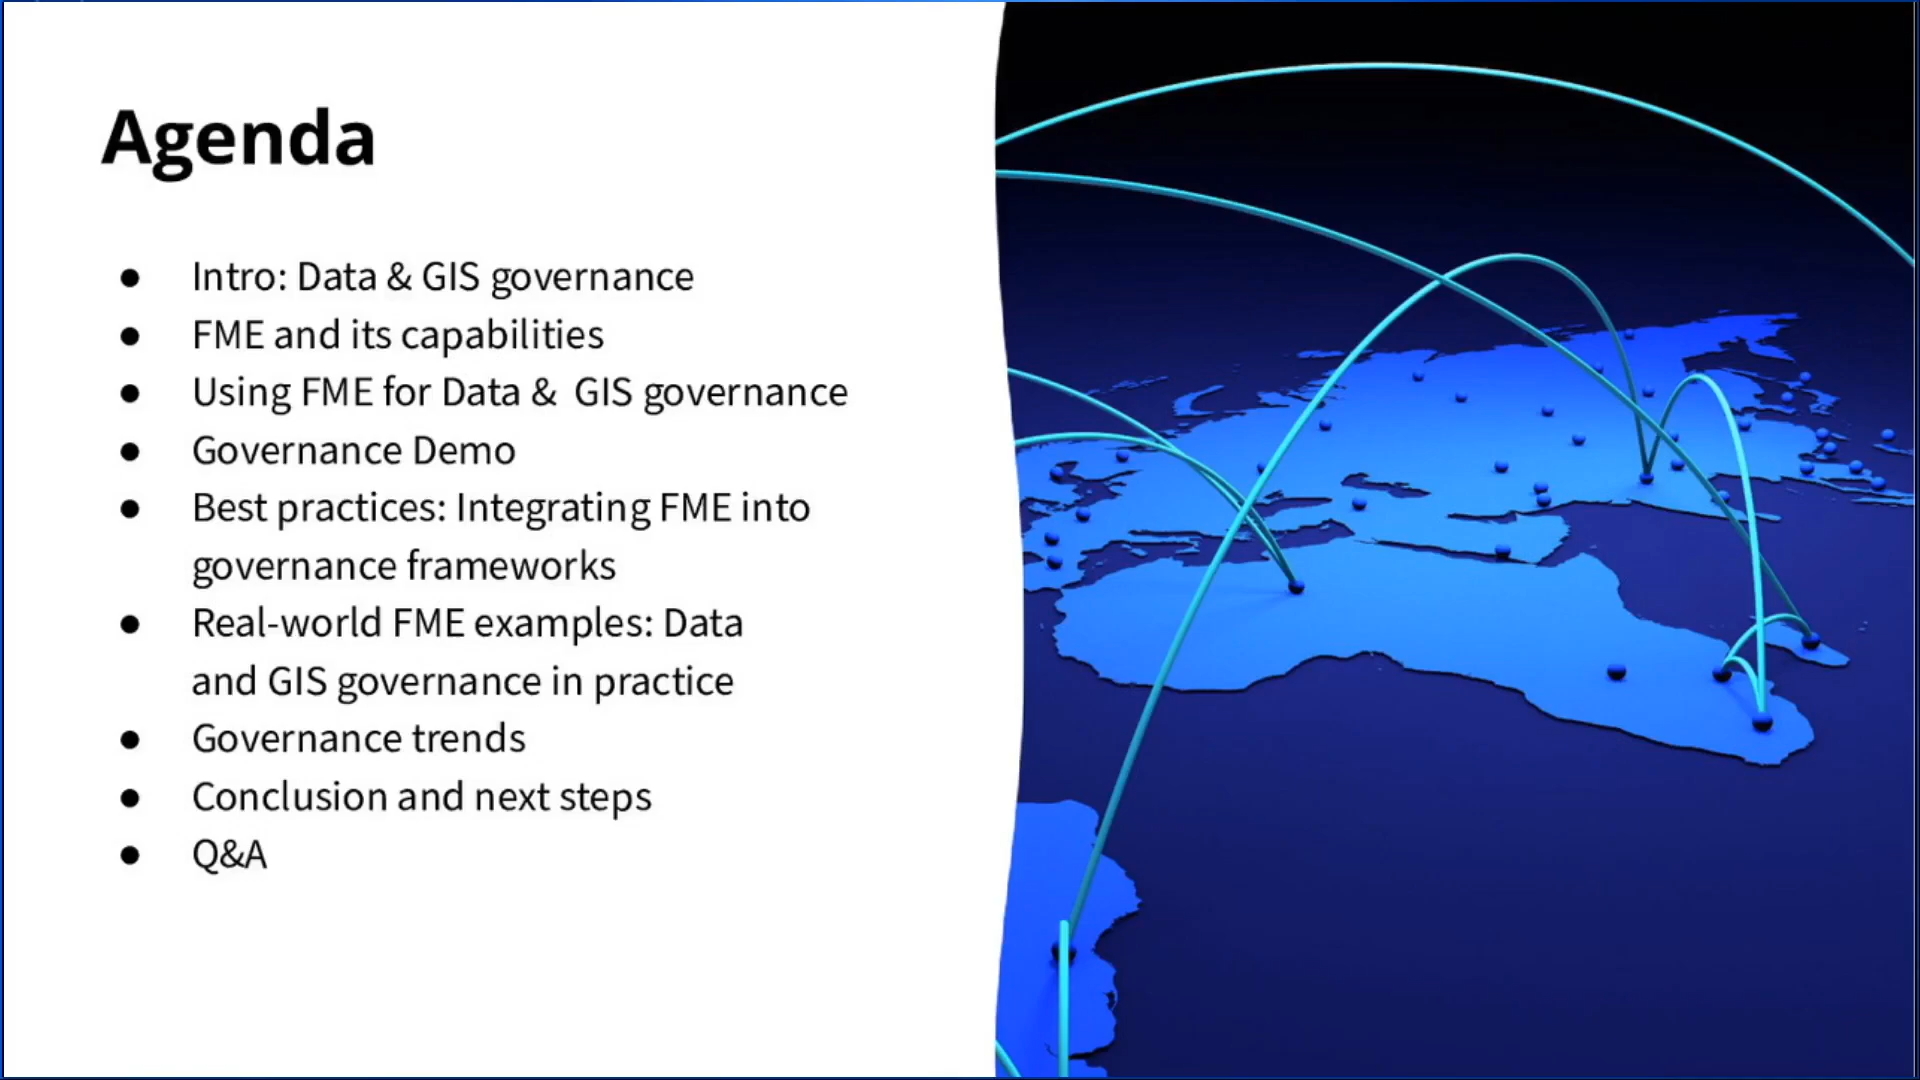 Agenda
● Intro: Data & GIS governance
● FME and its capabilities
● Using FME for Data &  GIS governance
● Governance Demo
● Best practices: Integrating FME into
governance frameworks
● Real-world FME examples: Data
and GIS governance in practice
● Governance trends
● Conclusion and next steps
● Q&A